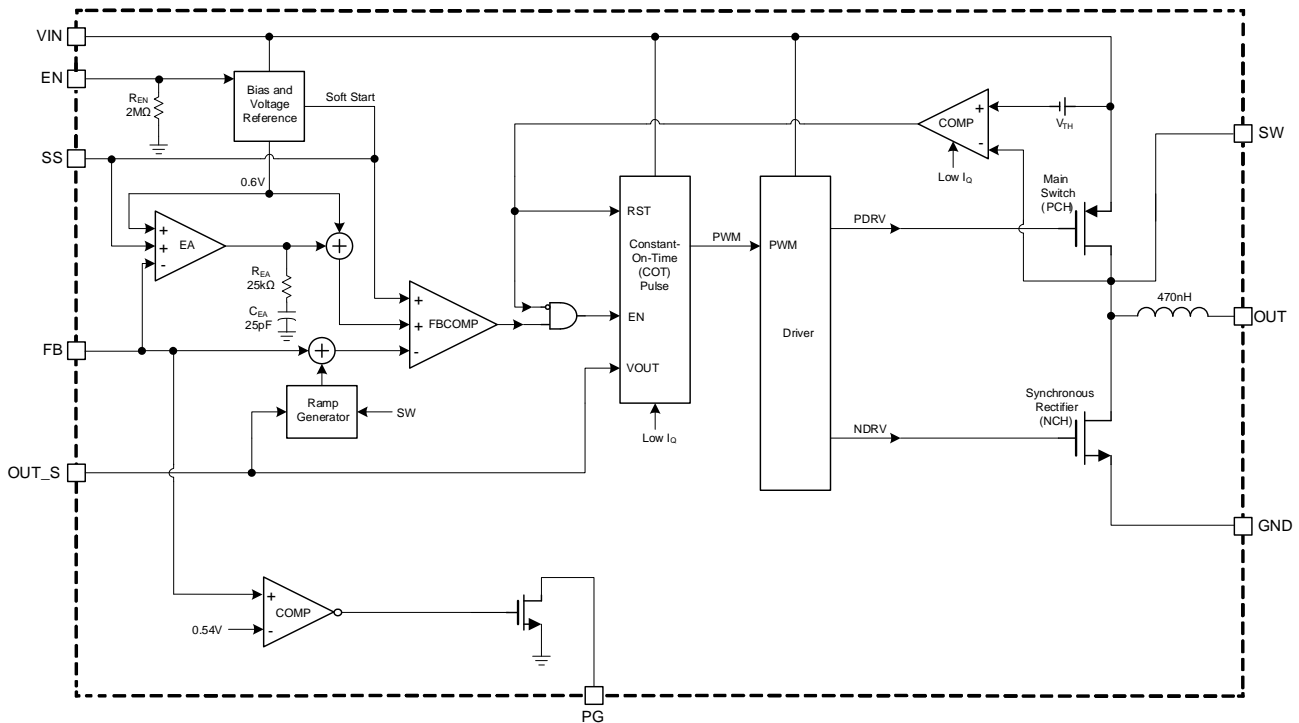 VIN
EN
R_EN
2MΩ
Bias and
Voltage
Reference
Soft Start
SS
0.6V
+
+
-
EA
+
R_EA
25kΩ
C_EA
25pF
FB
+
Ramp
Generator
SW
OUT_S
+
+
-
FBCOMP
RST
Constant-
On-Time
(COT)
Pulse
EN
VOUT
Low I_Q
PWM
PWM
Driver
COMP
+
-
V_TH
Low I_Q
Main
Switch
(PCH)
PDRV
SW
470nH
OUT
Synchronous
Rectifier
(NCH)
NDRV
GND
+
-
COMP
0.54V
PG